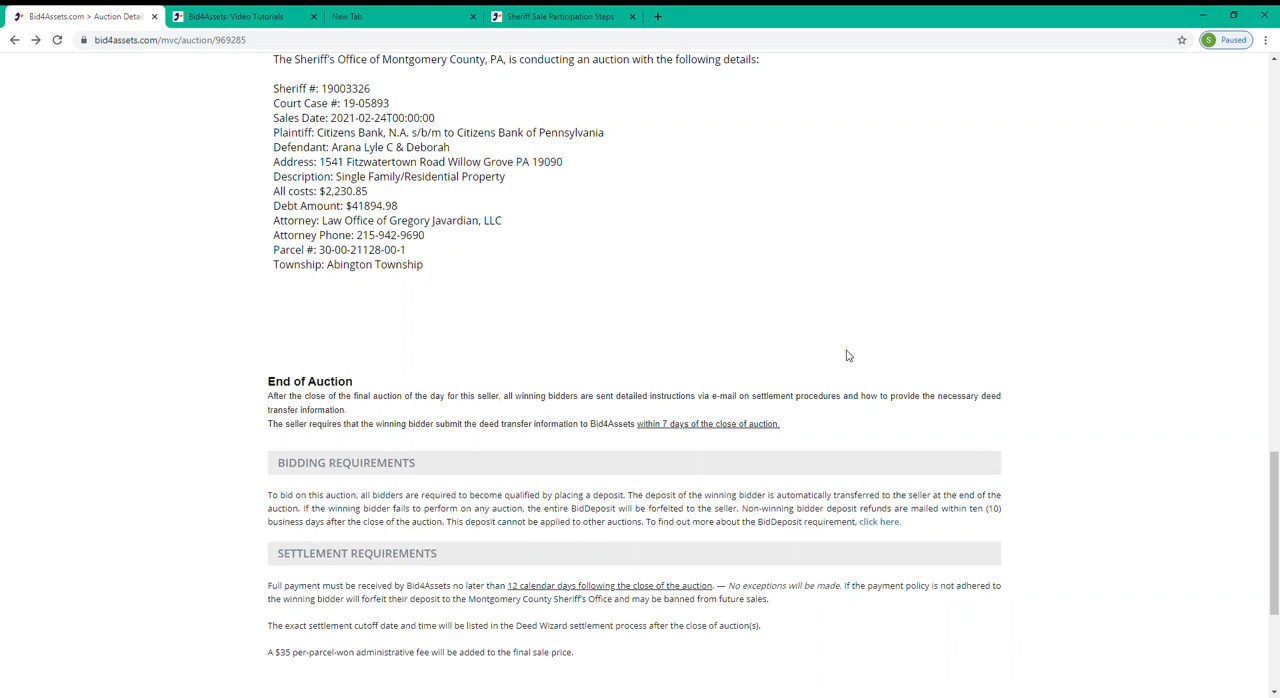 Bid4Assets.com > Auction Detai
Bid4Assets: Video Tutorials
New Tab
Sheriff Sale Participation Steps
bid4assets.com/mvc/auction/969285
S
Paused
The Sheriff's Office of Montgomery County, PA, is conducting an auction with the following details:
Sheriff #: 19003326
Court Case #: 19-05893
Sales Date: 2021-02-24T00:00:00
Plaintiff: Citizens Bank, N.A. s/b/m to Citizens Bank of Pennsylvania
Defendant: Arana Lyle C & Deborah
Address: 1541 Fitzwatertown Road Willow Grove PA 19090
Description: Single Family/Residential Property
All costs: $2,230.85
Debt Amount: $41894.98
Attorney: Law Office of Gregory Javardian, LLC
Attorney Phone: 215-942-9690
Parcel #: 30-00-21128-00-1
Township: Abington Township
End of Auction
After the close of the final auction of the day for this seller, all winning bidders are sent detailed instructions via e-mail on settlement procedures and how to provide the necessary deed
transfer information.
The seller requires that the winning bidder submit the deed transfer information to Bid4Assets within 7 days of the close of auction.
BIDDING REQUIREMENTS
To bid on this auction, all bidders are required to become qualified by placing a deposit. The deposit of the winning bidder is automatically transferred to the seller at the end of the
auction. If the winning bidder fails to perform on any auction, the entire BidDeposit will be forfeited to the seller. Non-winning bidder deposit refunds are mailed within ten (10)
business days after the close of the auction. This deposit cannot be applied to other auctions. To find out more about the BidDeposit requirement, click here.
SETTLEMENT REQUIREMENTS
Full payment must be received by Bid4Assets no later than 12 calendar days following the close of the auction. — No exceptions will be made. If the payment policy is not adhered to
the winning bidder will forfeit their deposit to the Montgomery County Sheriff's Office and may be banned from future sales.
The exact settlement cutoff date and time will be listed in the Deed Wizard settlement process after the close of auction(s).
A $35 per-parcel-won administrative fee will be added to the final sale price.